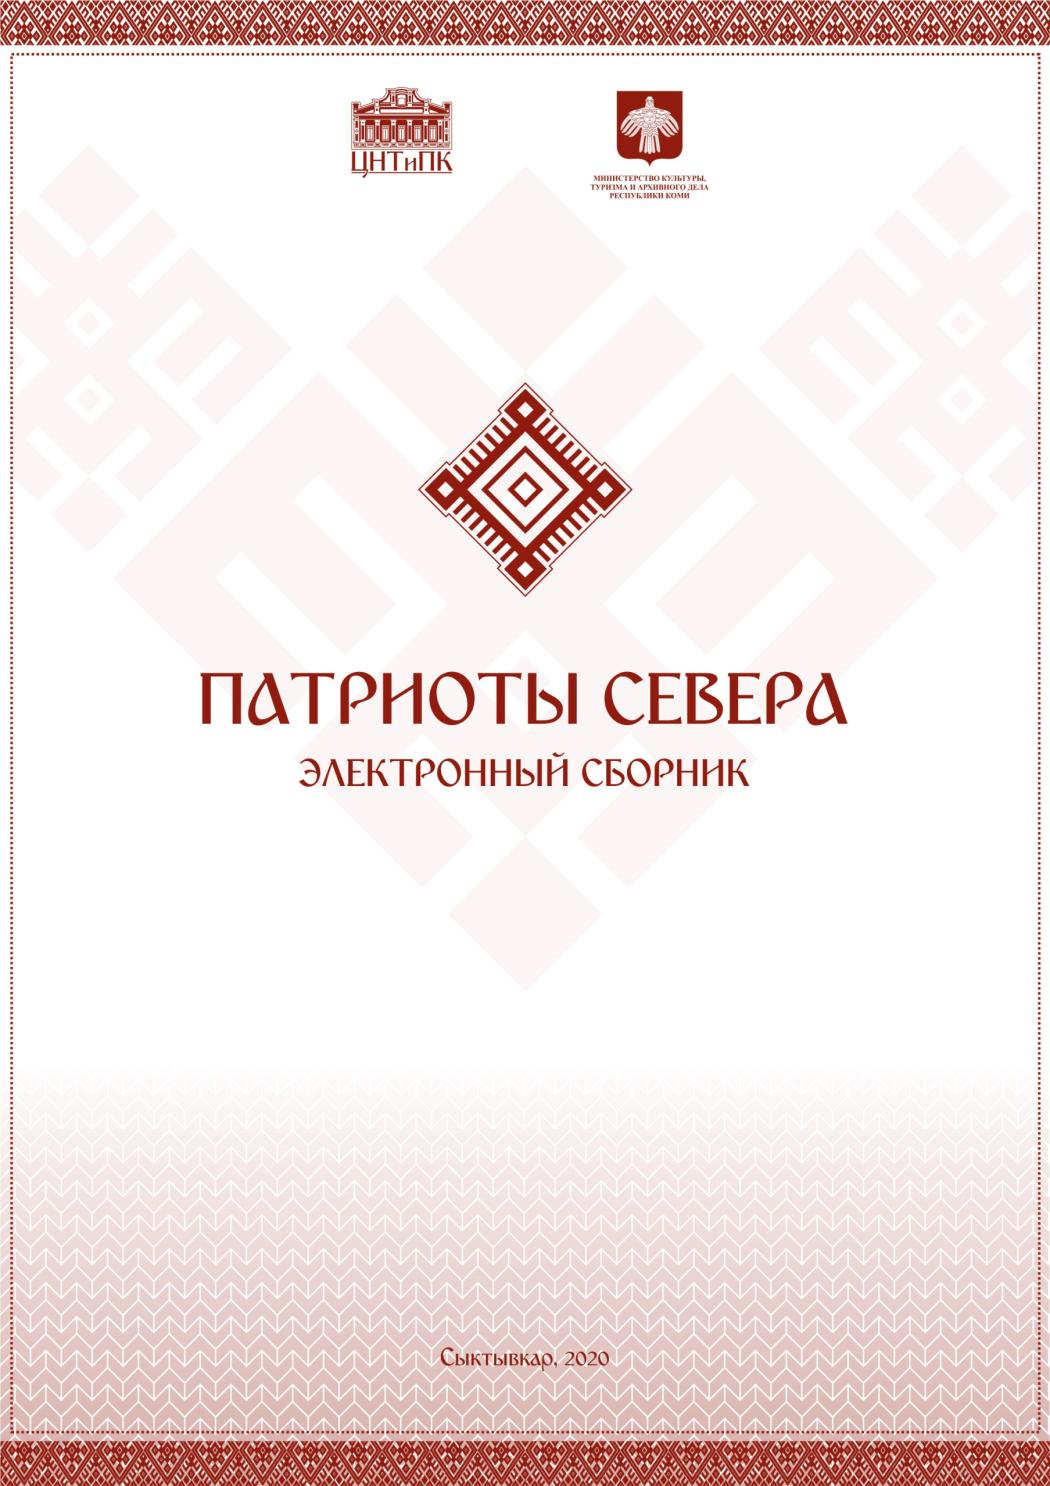 ЦНТиПК
МИНИСТЕРСТВО КУЛЬТУРЫ,
ТУРИЗМА И АРХИВНОГО ДЕЛА
РЕСПУБЛИКИ КОМИ
ПАТРИОТЫ СЕВЕРА
ЭЛЕКТРОННЫЙ СБОРНИК
Сыктывкар, 2020